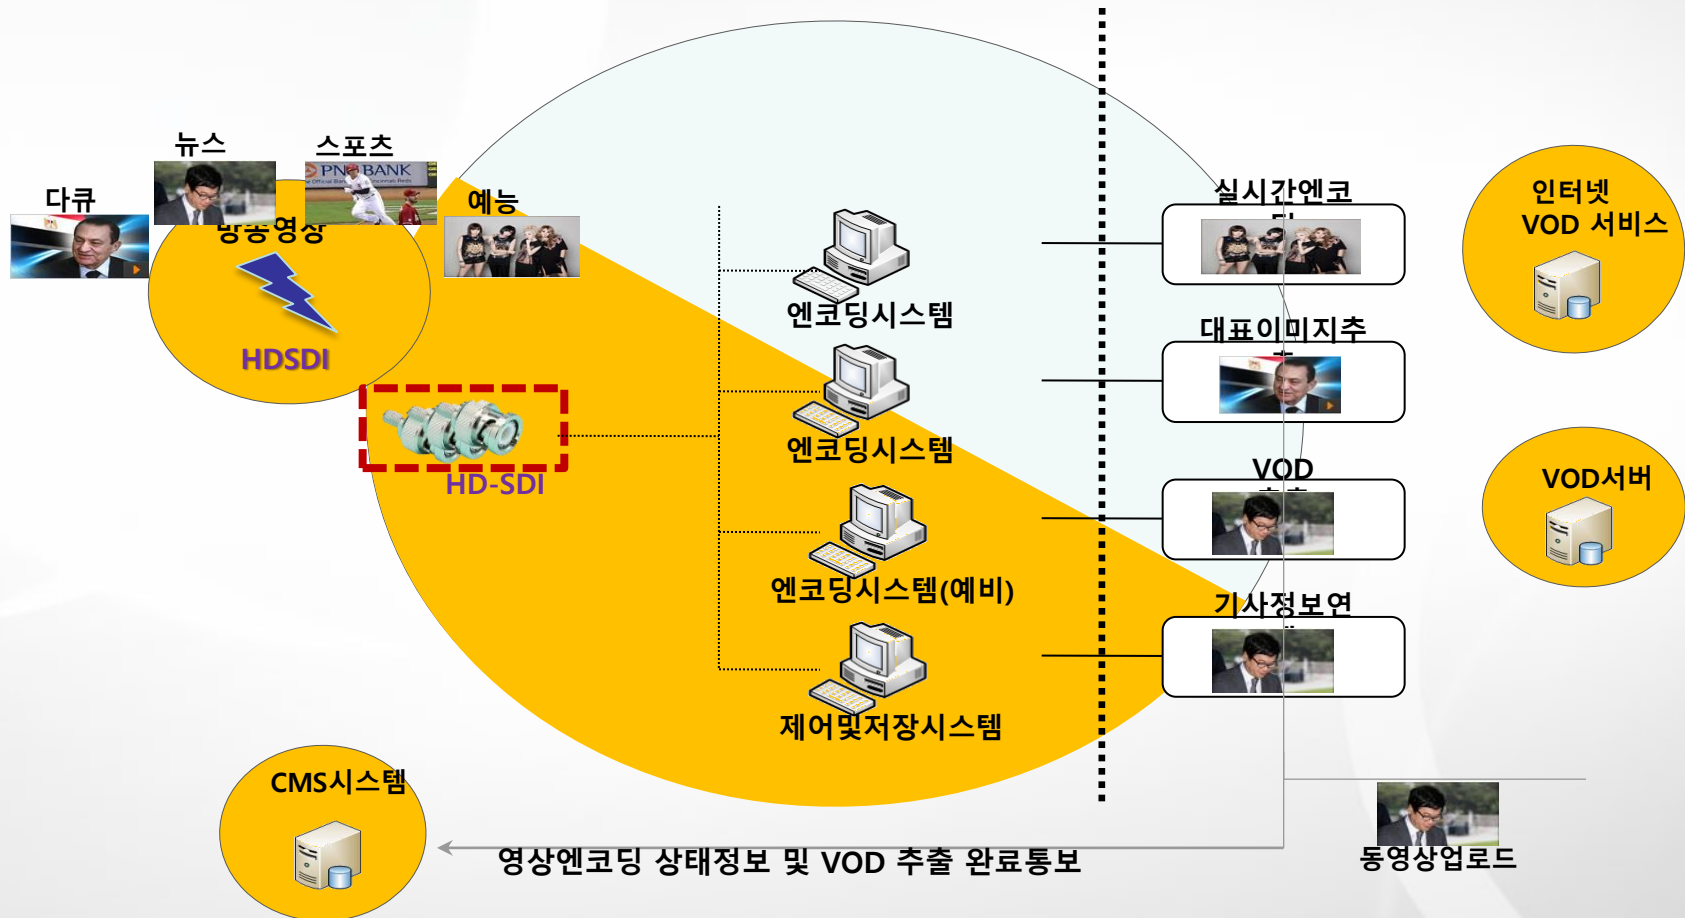 뉴스
스포츠
다큐
예능
PNC BANK
방송영상
HDSDI
HD-SDI
엔코딩시스템
엔코딩시스템
엔코딩시스템(예비)
제어및저장시스템
실시간엔코
대표이미지추
VOD
기사정보연
인터넷
VOD 서비스
VOD서버
CMS시스템
영상엔코딩 상태정보 및 VOD 추출 완료통보
동영상업로드